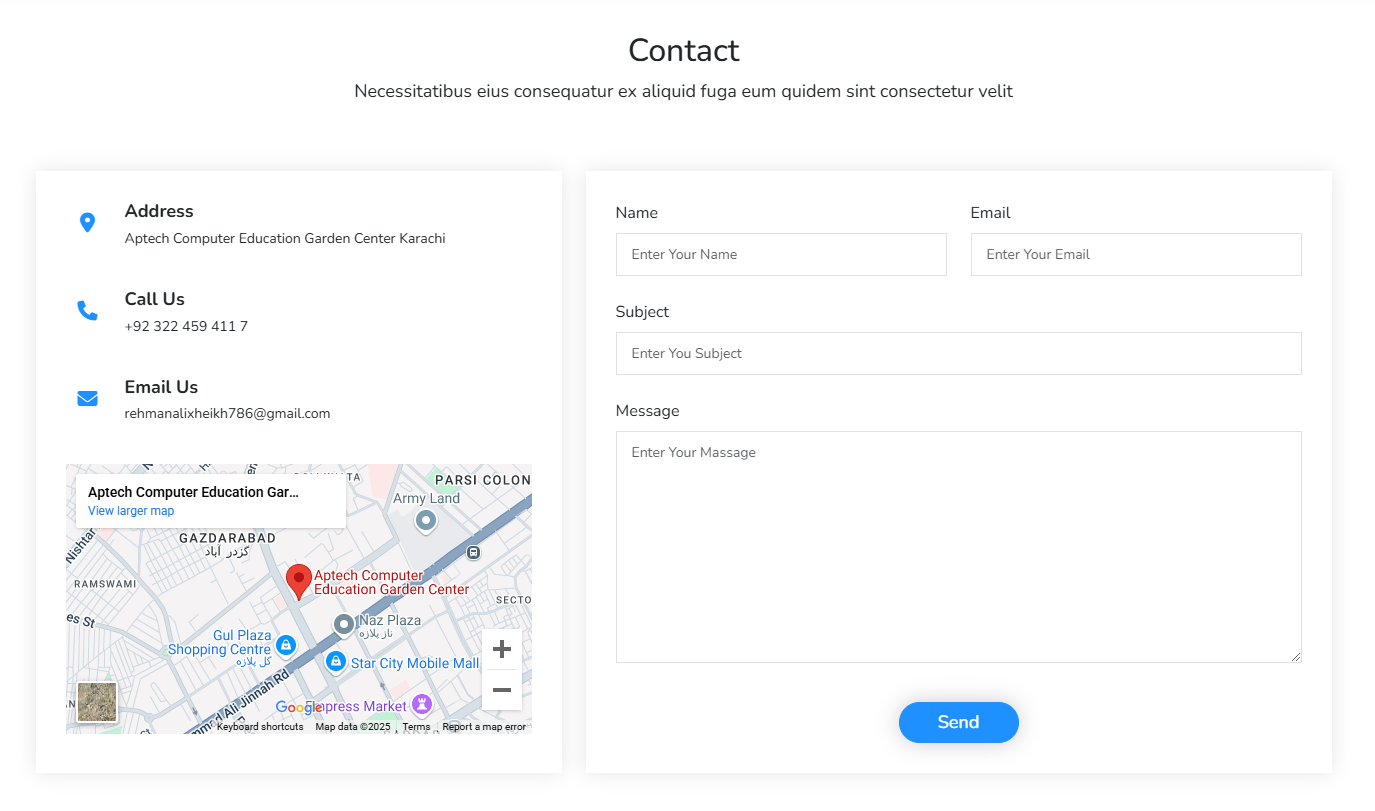 Contact
Necessitatibus eius consequatur ex aliquid fuga eum quidem sint consectetur velit
Address
Aptech Computer Education Garden Center Karachi
Call Us
+92 322 459 411 7
Email Us
rehmanalixheikh786@gmail.com
Aptech Computer Education Gar...
View larger map
PARSI COLON
Army Land
GAZDARABAD
گزدر آباد
Nishtar
RAMSWAMI
Aptech Computer
Education Garden Center
SECTO
es St
Naz Plaza
ناز پلازہ
Gul Plaza
Shopping Centre
گل پلازہ
Star City Mobile Mall
Ali Jinnah Rd
Google
Empress Market
St
Keyboard shortcuts
Map data ©2025
Terms
Report a map error
Name
Email
Enter Your Name
Enter Your Email
Subject
Enter You Subject
Message
Enter Your Massage
Send